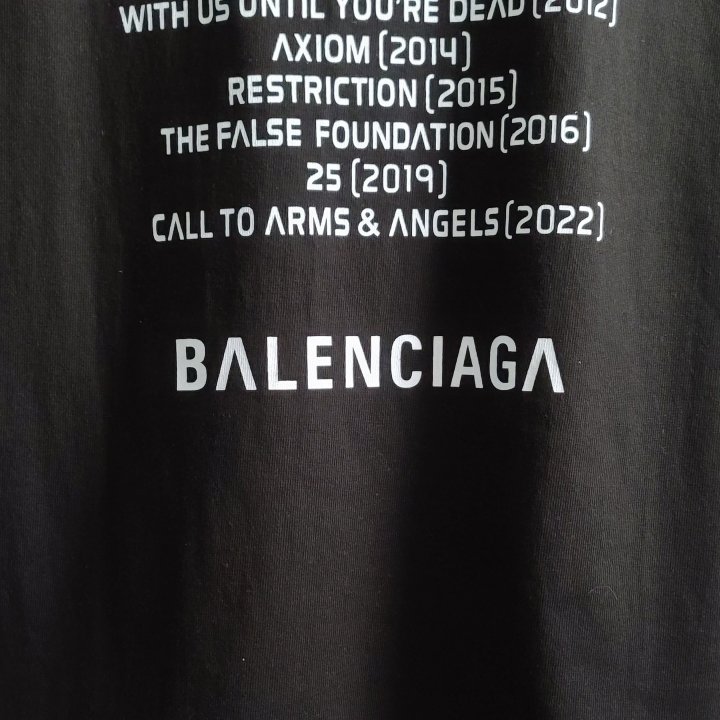 WITH US UNTIL YOU'RE DEAD (2012)
AXIOM (2014)
RESTRICTION (2015)
THE FALSE FOUNDATION (2016)
25 (2019)
CALL TO ARMS & ANGELS (2022)
BALENCIAGA